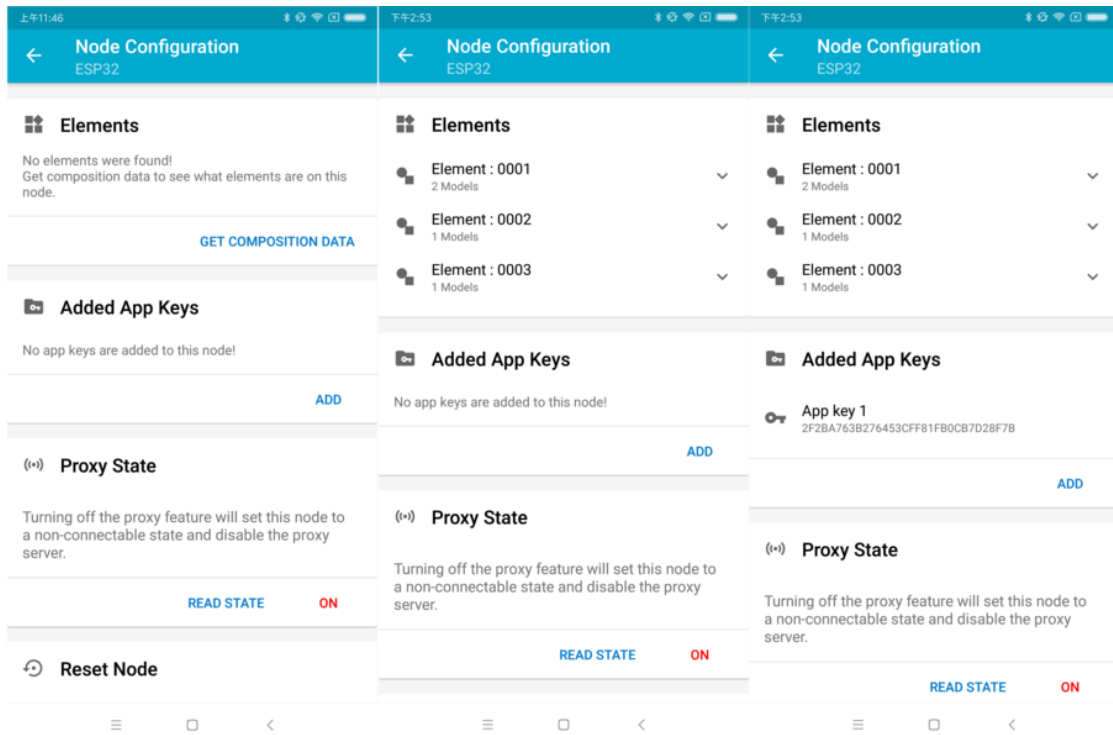 上午11:46
Node Configuration
ESP32
Elements
No elements were found!
Get composition data to see what elements are on this
node.
GET COMPOSITION DATA
Added App Keys
No app keys are added to this node!
ADD
Proxy State
Turning off the proxy feature will set this node to
a non-connectable state and disable the proxy
server.
READ STATE ON
Reset Node
下午2:53
Node Configuration
ESP32
Elements
Element : 0001
2 Models
Element : 0002
1 Models
Element : 0003
1 Models
Added App Keys
No app keys are added to this node!
ADD
Proxy State
Turning off the proxy feature will set this node to
a non-connectable state and disable the proxy
server.
READ STATE ON
下午2:53
Node Configuration
ESP32
Elements
Element : 0001
2 Models
Element : 0002
1 Models
Element : 0003
1 Models
Added App Keys
App key 1
2F2BA763B276453CFF81FB0CB7D28F7B
ADD
Proxy State
Turning off the proxy feature will set this node to
a non-connectable state and disable the proxy
server.
READ STATE ON